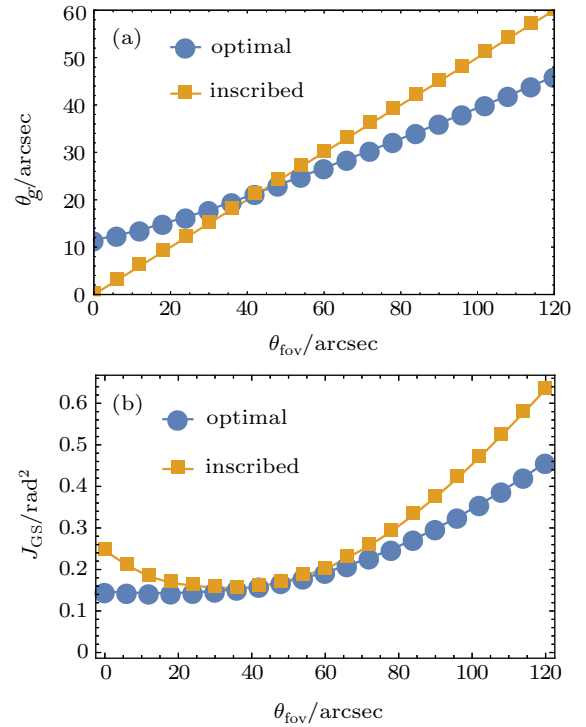 60
(a)
optimal
50
inscribed
40
θg/arcsec
30
20
10
0
0 20 40 60 80 100 120
θfov/arcsec
(b)
0.6
optimal
0.5
inscribed
0.4
JGS/rad²
0.3
0.2
0.1
0
0 20 40 60 80 100 120
θfov/arcsec